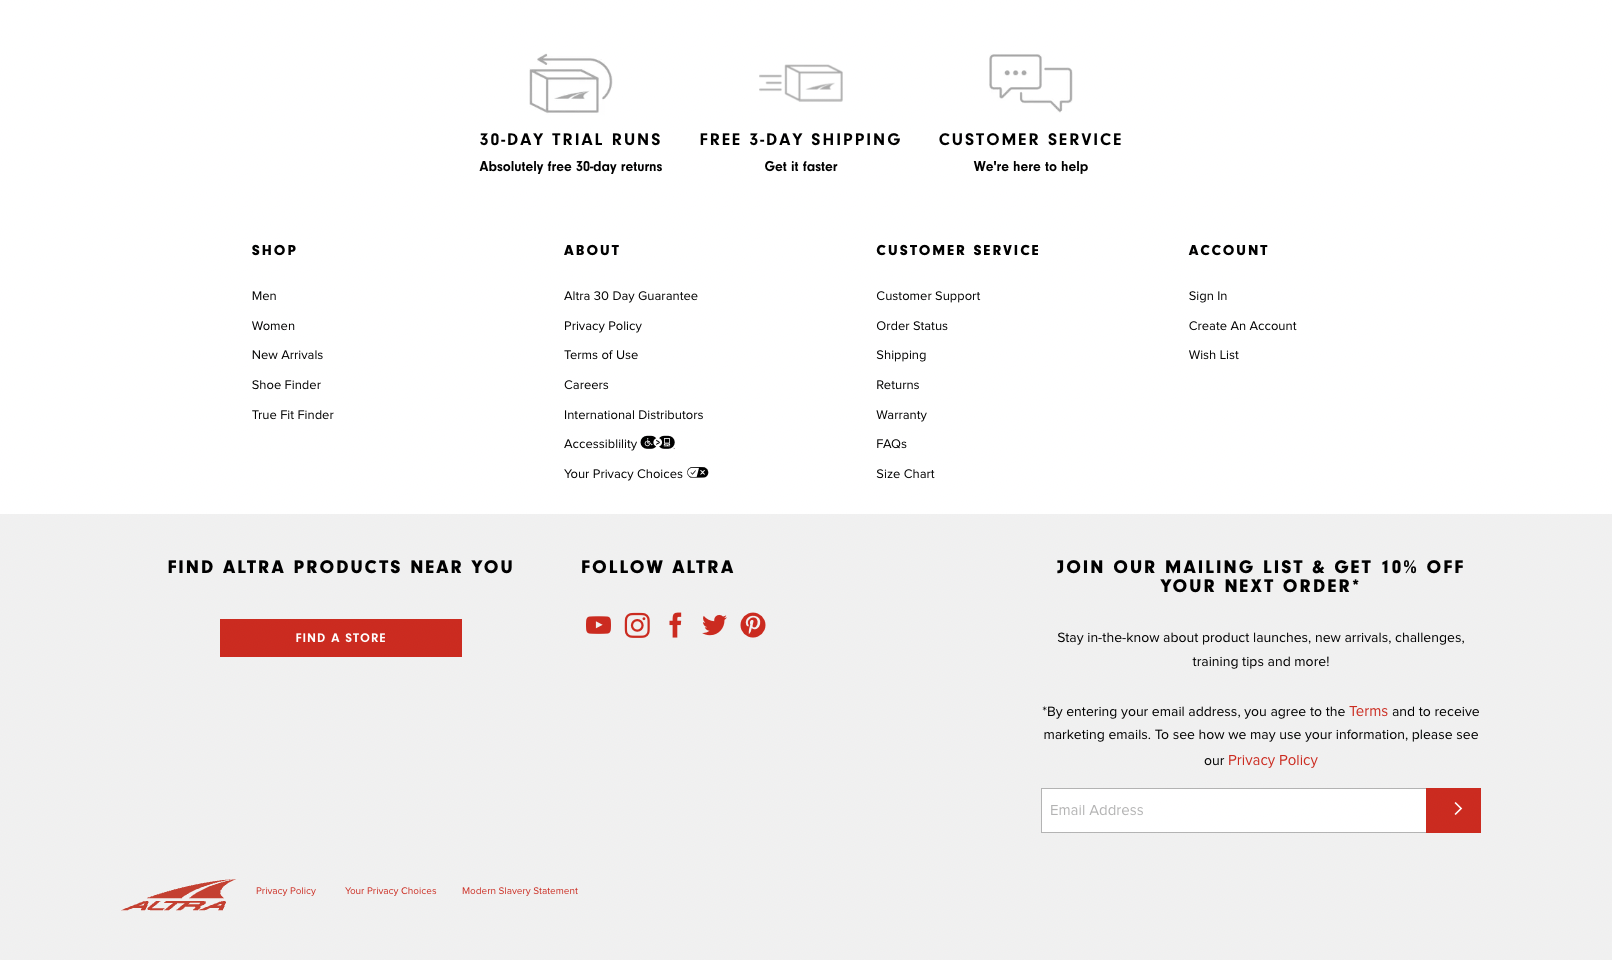 30-DAY TRIAL RUNS
Absolutely free 30-day returns
FREE 3-DAY SHIPPING
Get it faster
CUSTOMER SERVICE
We're here to help
SHOP
Men
Women
New Arrivals
Shoe Finder
True Fit Finder
ABOUT
Altra 30 Day Guarantee
Privacy Policy
Terms of Use
Careers
International Distributors
Accessiblility
Your Privacy Choices
CUSTOMER SERVICE
Customer Support
Order Status
Shipping
Returns
Warranty
FAQs
Size Chart
ACCOUNT
Sign In
Create An Account
Wish List
FIND ALTRA PRODUCTS NEAR YOU
FIND A STORE
FOLLOW ALTRA
JOIN OUR MAILING LIST & GET 10% OFF
YOUR NEXT ORDER*
Stay in-the-know about product launches, new arrivals, challenges,
training tips and more!
*By entering your email address, you agree to the Terms and to receive
marketing emails. To see how we may use your information, please see
our Privacy Policy
Email Address
ALTRA
Privacy Policy
Your Privacy Choices
Modern Slavery Statement